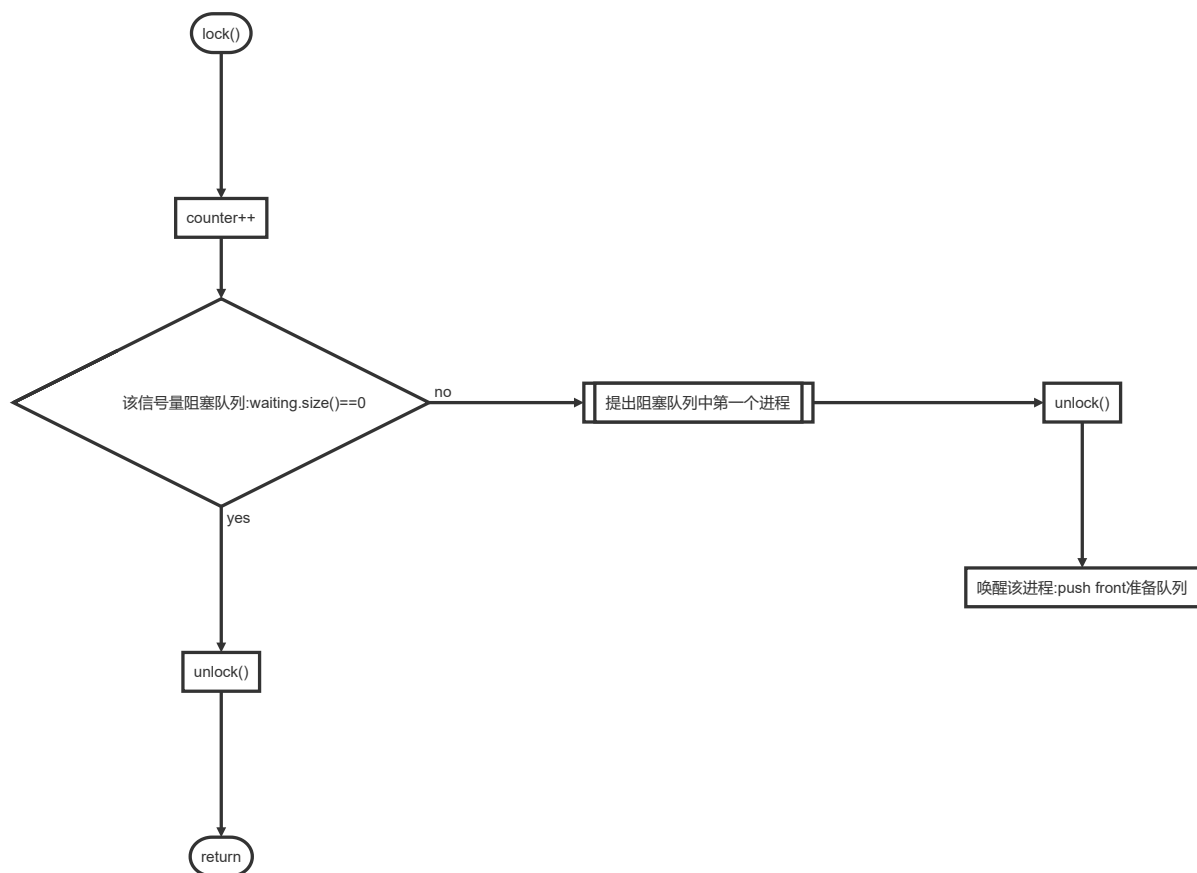 lock()
counter++
该信号量阻塞队列:waiting.size()==0
no
提出阻塞队列中第一个进程
unlock()
yes
唤醒该进程:push front准备队列
unlock()
return